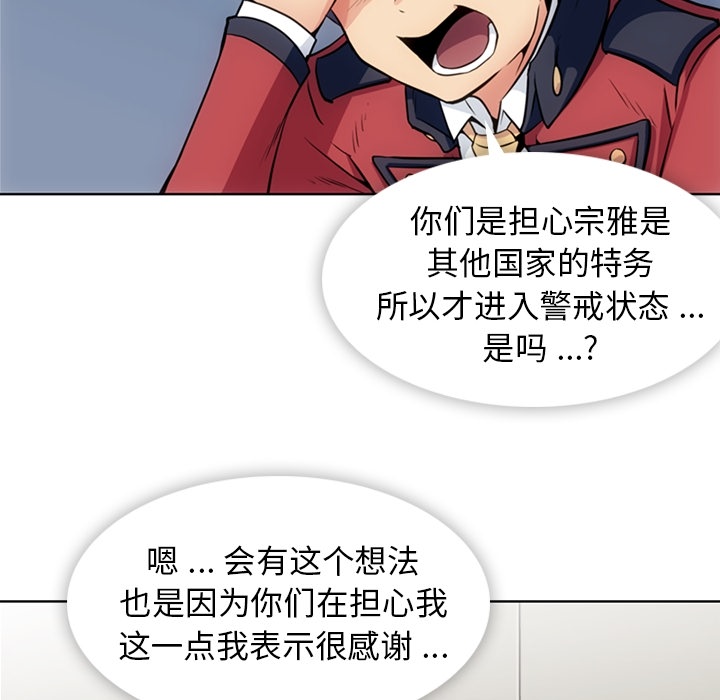 你们是担心宗雅是
其他国家的特务
所以才进入警戒状态 ...
是吗 ...?
嗯 ... 会有这个想法
也是因为你们在担心我
这一点我表示很感谢 ...